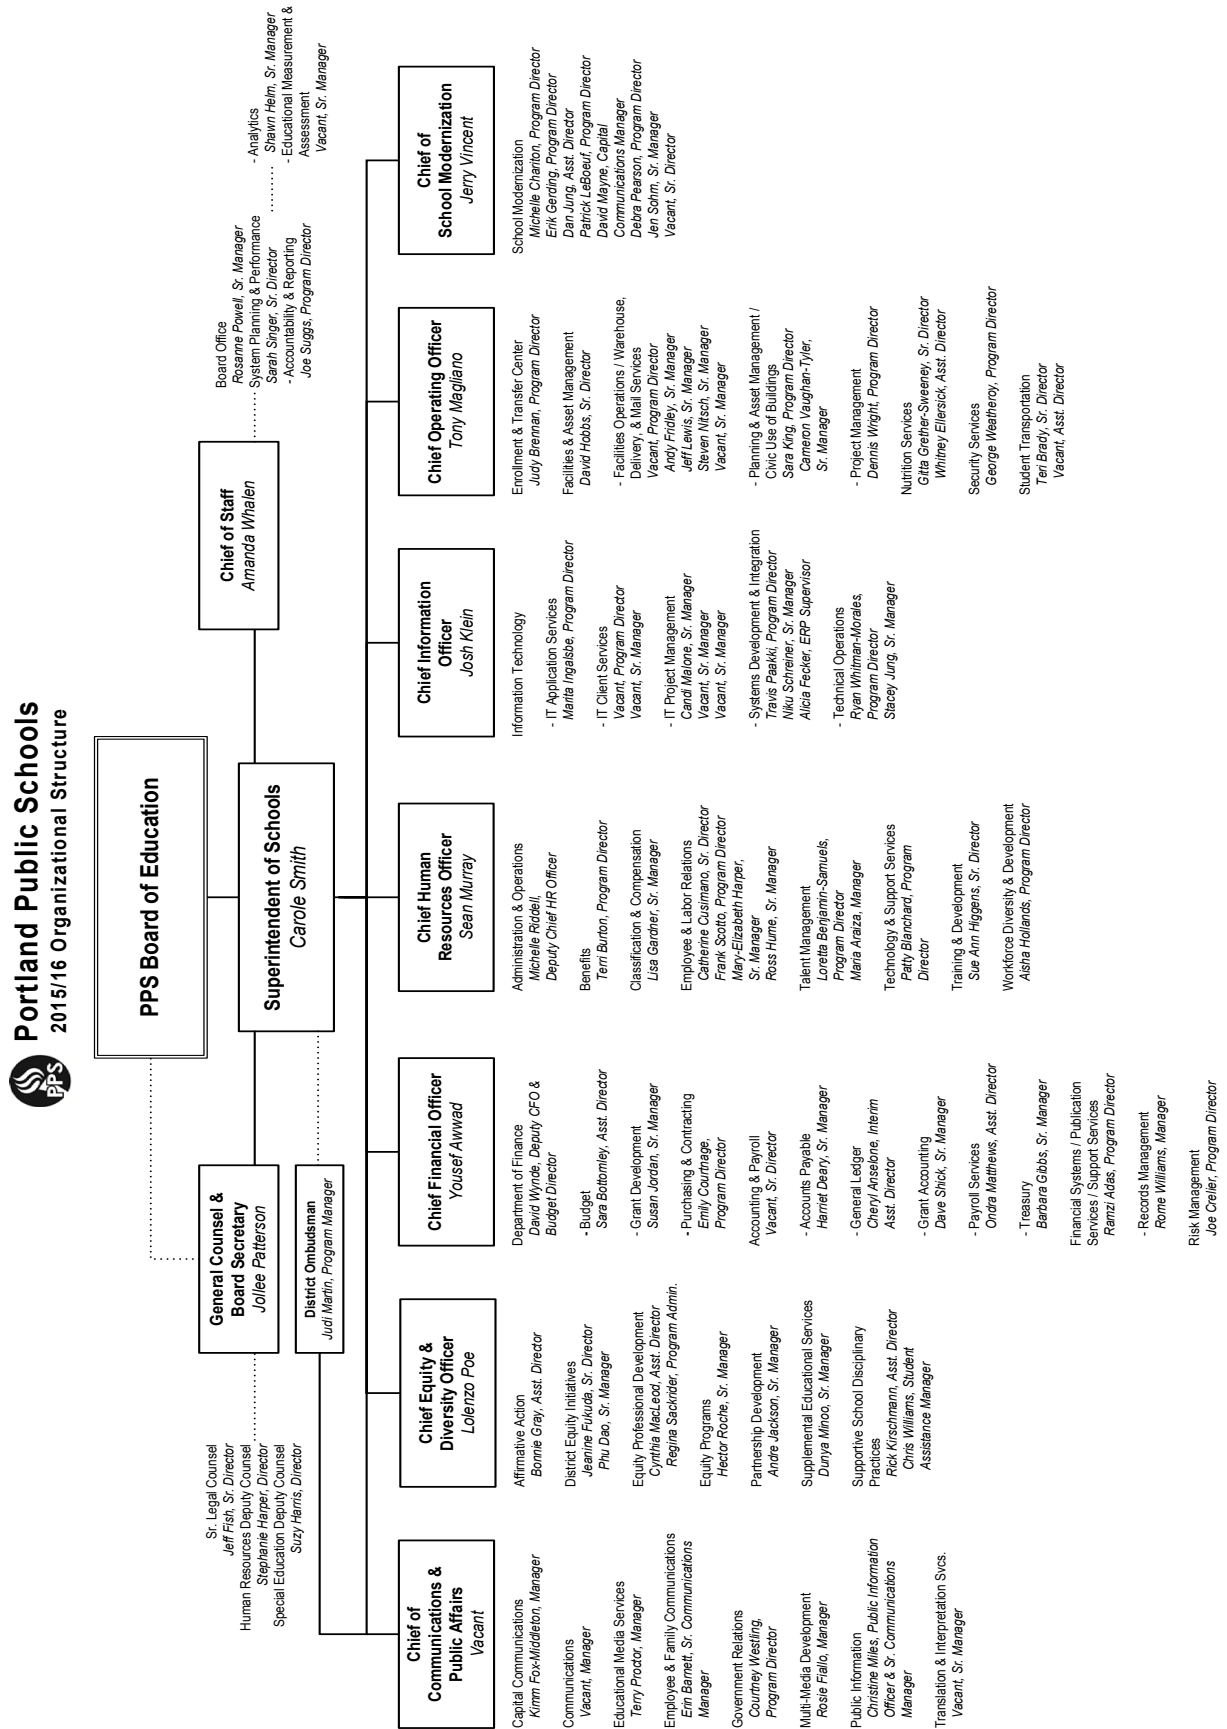 PPS
Portland Public Schools
2015/16 Organizational Structure
PPS Board of Education
Superintendent of Schools
Carole Smith
General Counsel &
Board Secretary
Jollee Patterson
Sr. Legal Counsel
Jeff Fish, Sr. Director
Human Resources Deputy Counsel
Stephanie Harper, Director
Special Education Deputy Counsel
Suzy Harris, Director
District Ombudsman
Judi Martin, Program Manager
Chief of Staff
Amanda Whalen
Board Office
Rosanne Powell, Sr. Manager
System Planning & Performance
Sarah Singer, Sr. Director
- Accountability & Reporting
Joe Suggs, Program Director
- Analytics
Shawn Helm, Sr. Manager
- Educational Measurement &
Assessment
Vacant, Sr. Manager
Chief of
Communications &
Public Affairs
Vacant
Capital Communications
Kimm Fox-Middleton, Manager
Communications
Vacant, Manager
Educational Media Services
Terry Proctor, Manager
Employee & Family Communications
Erin Barnett, Sr. Communications
Manager
Government Relations
Courtney Westling,
Program Director
Multi-Media Development
Rosie Fiallo, Manager
Public Information
Christine Miles, Public Information
Officer & Sr. Communications
Manager
Translation & Interpretation Svcs.
Vacant, Sr. Manager
Chief Equity &
Diversity Officer
Lolenzo Poe
Affirmative Action
Bonnie Gray, Asst. Director
District Equity Initiatives
Jeanine Fukuda, Sr. Director
Phu Dao, Sr. Manager
Equity Professional Development
Cynthia MacLeod, Asst. Director
Regina Sackrider, Program Admin.
Equity Programs
Hector Roche, Sr. Manager
Partnership Development
Andre Jackson, Sr. Manager
Supplemental Educational Services
Dunya Minoo, Sr. Manager
Supportive School Disciplinary
Practices
Rick Kirschmann, Asst. Director
Chris Williams, Student
Assistance Manager
Chief Financial Officer
Yousef Awwad
Department of Finance
David Wynde, Deputy CFO &
Budget Director
- Budget
Sara Bottomley, Asst. Director
- Grant Development
Susan Jordan, Sr. Manager
- Purchasing & Contracting
Emily Courtnage,
Program Director
Accounting & Payroll
Vacant, Sr. Director
- Accounts Payable
Harriet Deary, Sr. Manager
- General Ledger
Cheryl Anselone, Interim
Asst. Director
- Grant Accounting
Dave Shick, Sr. Manager
- Payroll Services
Ondra Matthews, Asst. Director
- Treasury
Barbara Gibbs, Sr. Manager
Financial Systems / Publication
Services / Support Services
Ramzi Adas, Program Director
- Records Management
Rome Williams, Manager
Risk Management
Joe Crelier, Program Director
Chief Human
Resources Officer
Sean Murray
Administration & Operations
Michelle Riddell,
Deputy Chief HR Officer
Benefits
Terri Burton, Program Director
Classification & Compensation
Lisa Gardner, Sr. Manager
Employee & Labor Relations
Catherine Cusimano, Sr. Director
Frank Scotto, Program Director
Mary-Elizabeth Harper,
Sr. Manager
Ross Hume, Sr. Manager
Talent Management
Loretta Benjamin-Samuels,
Program Director
Maria Araiza, Manager
Technology & Support Services
Patty Blanchard, Program
Director
Training & Development
Sue Ann Higgens, Sr. Director
Workforce Diversity & Development
Aisha Hollands, Program Director
Chief Information
Officer
Josh Klein
Information Technology
- IT Application Services
Marita Ingalsbe, Program Director
- IT Client Services
Vacant, Program Director
Vacant, Sr. Manager
- IT Project Management
Candi Malone, Sr. Manager
Vacant, Sr. Manager
Vacant, Sr. Manager
- Systems Development & Integration
Travis Paakki, Program Director
Niku Schreiner, Sr. Manager
Alicia Fecker, ERP Supervisor
- Technical Operations
Ryan Whitman-Morales,
Program Director
Stacey Jung, Sr. Manager
Chief Operating Officer
Tony Magliano
Enrollment & Transfer Center
Judy Brennan, Program Director
Facilities & Asset Management
David Hobbs, Sr. Director
- Facilities Operations / Warehouse,
Delivery, & Mail Services
Vacant, Program Director
Andy Fridley, Sr. Manager
Jeff Lewis, Sr. Manager
Steven Nitsch, Sr. Manager
Vacant, Sr. Manager
- Planning & Asset Management /
Civic Use of Buildings
Sara King, Program Director
Cameron Vaughan-Tyler,
Sr. Manager
- Project Management
Dennis Wright, Program Director
Nutrition Services
Gitta Grether-Sweeney, Sr. Director
Whitney Ellersick, Asst. Director
Security Services
George Weatheroy, Program Director
Student Transportation
Teri Brady, Sr. Director
Vacant, Asst. Director
Chief of
School Modernization
Jerry Vincent
School Modernization
Michelle Chariton, Program Director
Erik Gerding, Program Director
Dan Jung, Asst. Director
Patrick LeBoeuf, Program Director
David Mayne, Capital
Communications Manager
Debra Pearson, Program Director
Jen Sohm, Sr. Manager
Vacant, Sr. Director